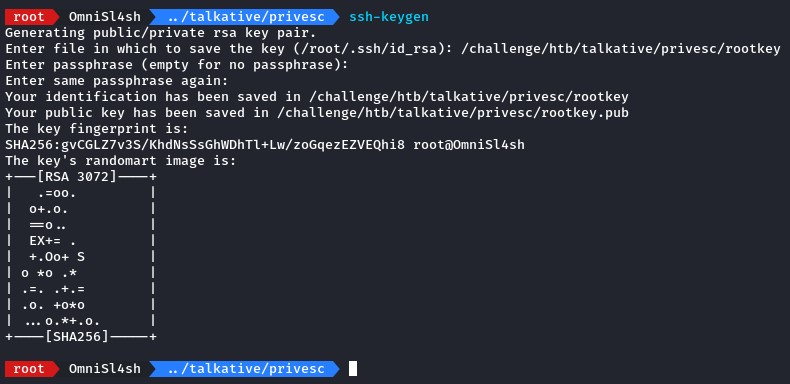 root OmniSl4sh ../talkative/privesc ssh-keygen
Generating public/private rsa key pair.
Enter file in which to save the key (/root/.ssh/id_rsa): /challenge/htb/talkative/privesc/rootkey
Enter passphrase (empty for no passphrase):
Enter same passphrase again:
Your identification has been saved in /challenge/htb/talkative/privesc/rootkey
Your public key has been saved in /challenge/htb/talkative/privesc/rootkey.pub
The key fingerprint is:
SHA256:gvCGLZ7v3S/KhdNsSsGhWDhTl+Lw/zoGqezEZVEQhi8 root@OmniSl4sh
The key's randomart image is:
+---[RSA 3072]----+
|   .=oo.         |
|  o+.o.          |
|  ==o..          |
|  EX+= .         |
|  +.Oo+ S        |
| o *o .*         |
| .=. .+.=        |
| .o. +o*o        |
| ...o.*+.o.      |
+----[SHA256]-----+
root OmniSl4sh ../talkative/privesc